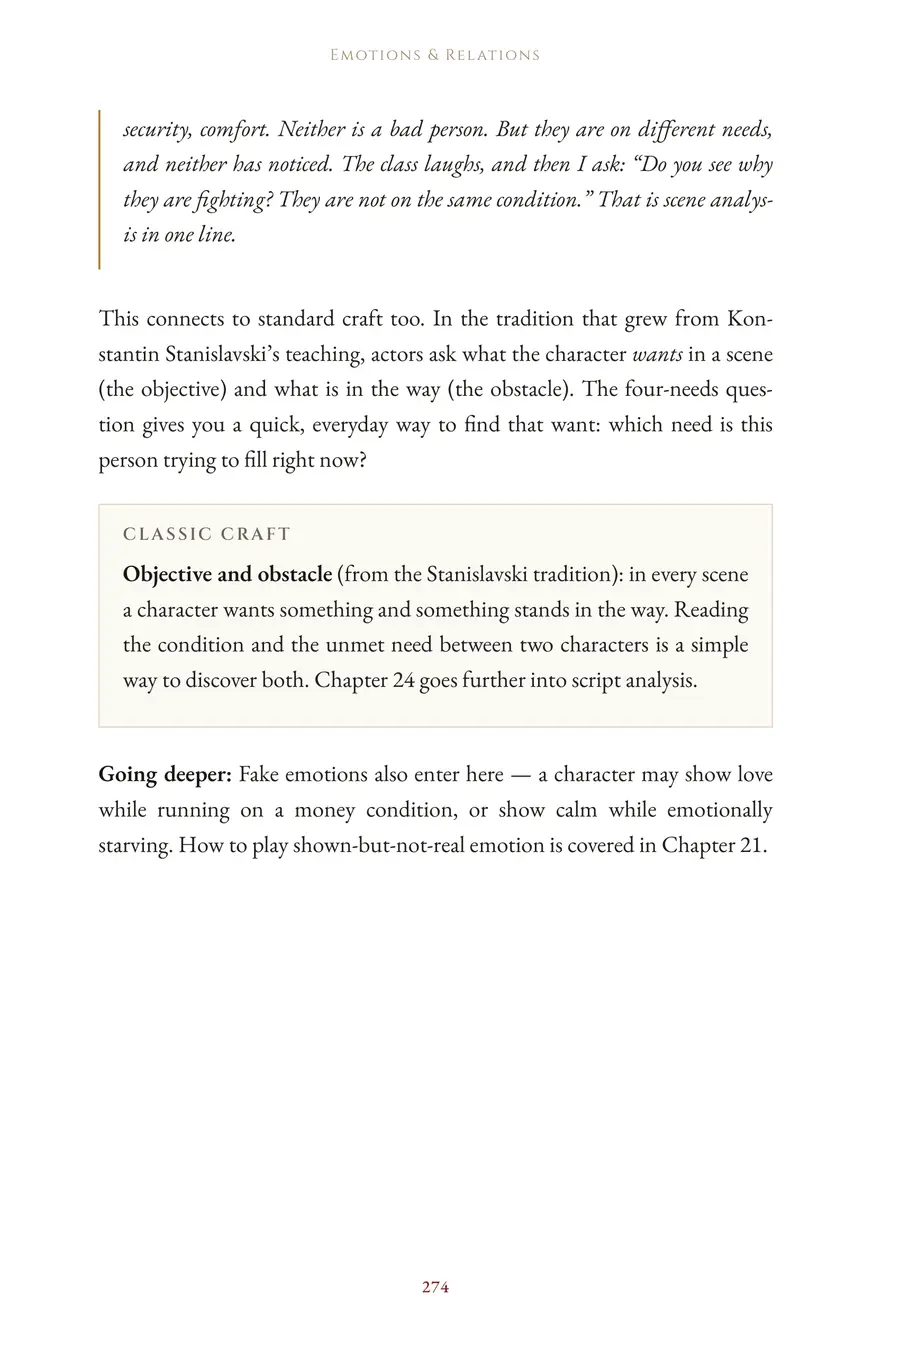 Emotions & Relations
security, comfort. Neither is a bad person. But they are on different needs,
and neither has noticed. The class laughs, and then I ask: “Do you see why
they are fighting? They are not on the same condition.” That is scene analys-
is in one line.
This connects to standard craft too. In the tradition that grew from Kon-
stantin Stanislavski’s teaching, actors ask what the character wants in a scene
(the objective) and what is in the way (the obstacle). The four-needs ques-
tion gives you a quick, everyday way to find that want: which need is this
person trying to fill right now?
CLASSIC CRAFT
Objective and obstacle (from the Stanislavski tradition): in every scene
a character wants something and something stands in the way. Reading
the condition and the unmet need between two characters is a simple
way to discover both. Chapter 24 goes further into script analysis.
Going deeper: Fake emotions also enter here — a character may show love
while running on a money condition, or show calm while emotionally
starving. How to play shown-but-not-real emotion is covered in Chapter 21.
274